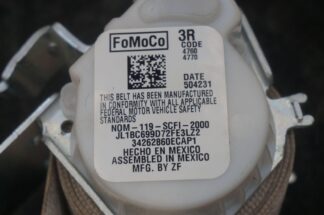 FoMoCo
3R
CODE
4760
4770
DATE
504231
THIS BELT HAS BEEN MANUFACTURED
IN CONFORMITY WITH ALL APPLICABLE
FEDERAL MOTOR VEHICLE SAFETY
STANDARDS
NOM-119-SCFI-2000
JL18C699D72FE3LZ2
34262860ECAP1
HECHO EN MEXICO
ASSEMBLED IN MEXICO
MFG. BY ZF